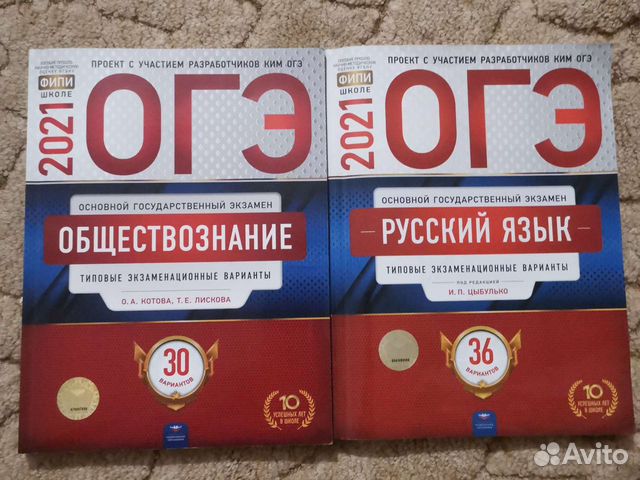 ПРОЕКТ С УЧАСТИЕМ РАЗРАБОТЧИКОВ КИМ ОГЭ
ФИПИ
ШКОЛЕ
2021
ОГЭ
ОСНОВНОЙ ГОСУДАРСТВЕННЫЙ ЭКЗАМЕН
ОБЩЕСТВОЗНАНИЕ
ТИПОВЫЕ ЭКЗАМЕНАЦИОННЫЕ ВАРИАНТЫ
О. А. КОТОВА, Т. Е. ЛИСКОВА
30
ВАРИАНТОВ
10
УСПЕШНЫХ ЛЕТ
В ШКОЛЕ
ПРОЕКТ С УЧАСТИЕМ РАЗРАБОТЧИКОВ КИМ ОГЭ
ФИПИ
ШКОЛЕ
2021
ОГЭ
ОСНОВНОЙ ГОСУДАРСТВЕННЫЙ ЭКЗАМЕН
РУССКИЙ ЯЗЫК
ТИПОВЫЕ ЭКЗАМЕНАЦИОННЫЕ ВАРИАНТЫ
ПОД РЕДАКЦИЕЙ
И. П. ЦЫБУЛЬКО
36
ВАРИАНТОВ
10
УСПЕШНЫХ ЛЕТ
В ШКОЛЕ
Avito